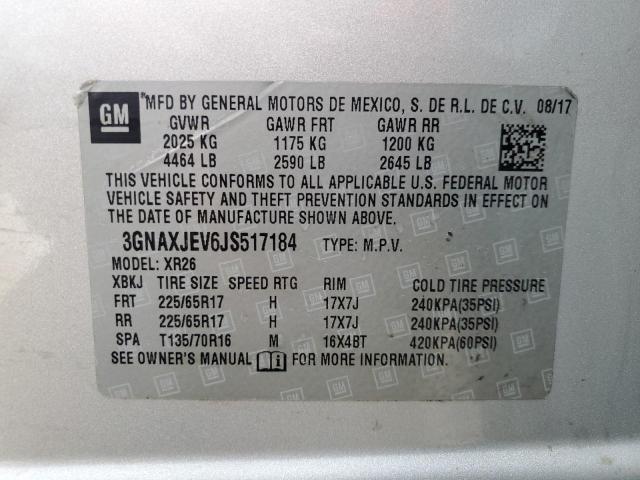 GM MFD BY GENERAL MOTORS DE MEXICO, S. DE R.L. DE C.V. 08/17
GVWR GAWR FRT GAWR RR
2025 KG 1175 KG 1200 KG
4464 LB 2590 LB 2645 LB
THIS VEHICLE CONFORMS TO ALL APPLICABLE U.S. FEDERAL MOTOR
VEHICLE SAFETY AND THEFT PREVENTION STANDARDS IN EFFECT ON
THE DATE OF MANUFACTURE SHOWN ABOVE.
3GNAXJEV6JS517184 TYPE: M.P.V.
MODEL: XR26
XBKJ TIRE SIZE SPEED RTG RIM COLD TIRE PRESSURE
FRT 225/65R17 H 17X7J 240KPA(35PSI)
RR 225/65R17 H 17X7J 240KPA(35PSI)
SPA T135/70R16 M 16X4BT 420KPA(60PSI)
SEE OWNER'S MANUAL FOR MORE INFORMATION.